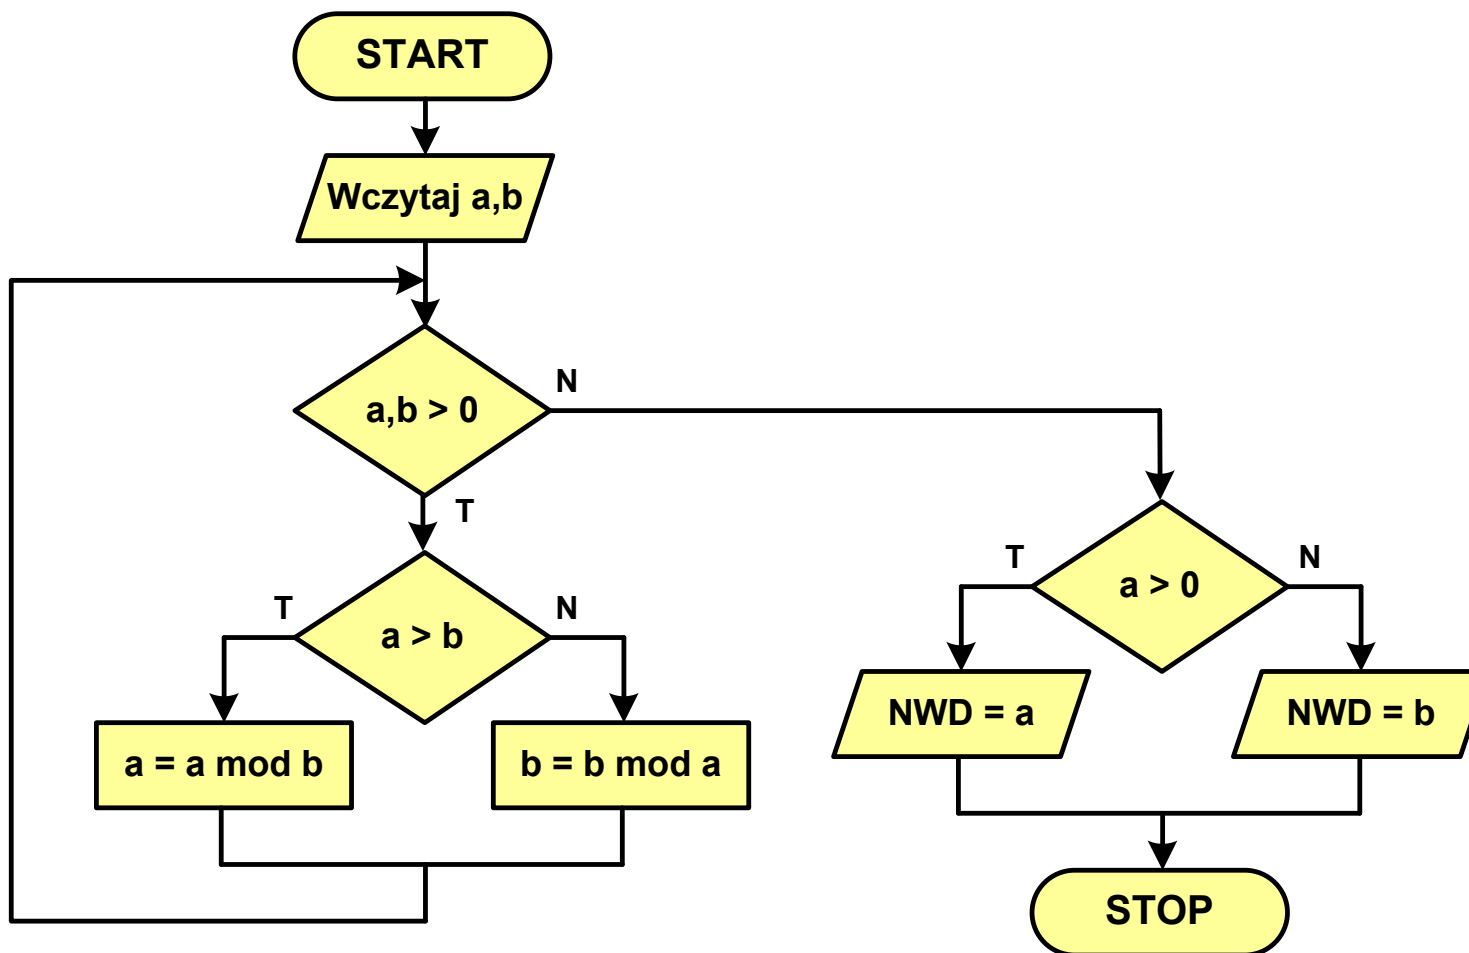 START
Wczytaj a,b
a,b > 0
N
T
a > b
T
N
a = a mod b
b = b mod a
a > 0
T
N
NWD = a
NWD = b
STOP